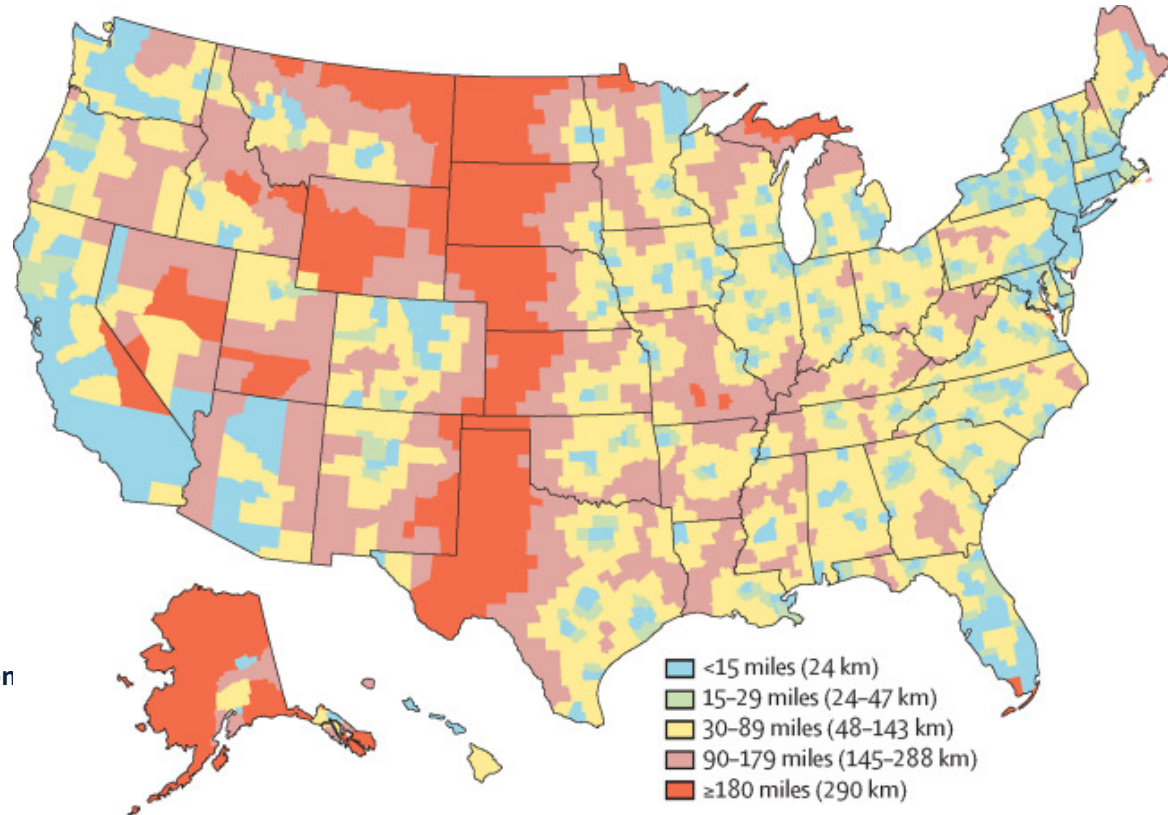 on
<15 miles (24 km)
15–29 miles (24–47 km)
30–89 miles (48–143 km)
90–179 miles (145–288 km)
≥180 miles (290 km)